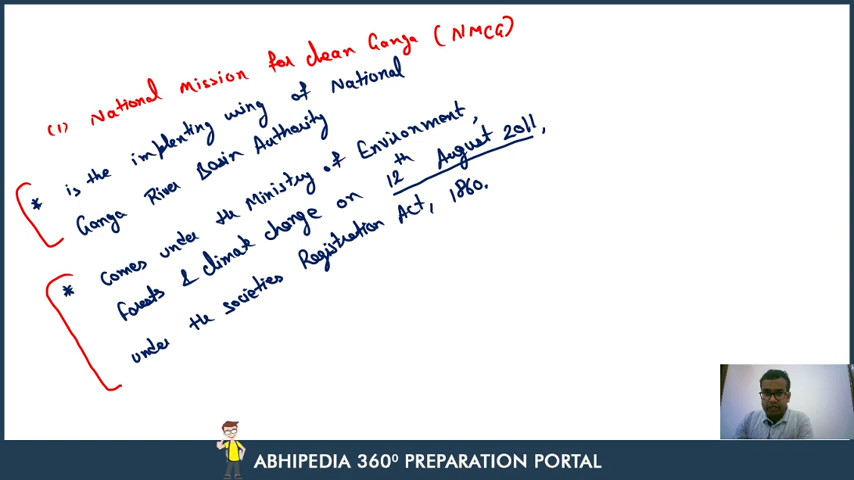 (1) National Mission for clean Ganga (NMCG)
* is the implenting wing of National
Ganga River Basin Authority
* Comes under the Ministry of Environment,
Forests & climate change on 12th August 2011,
under the societies Registration Act, 1860.
ABHIPEDIA 360° PREPARATION PORTAL